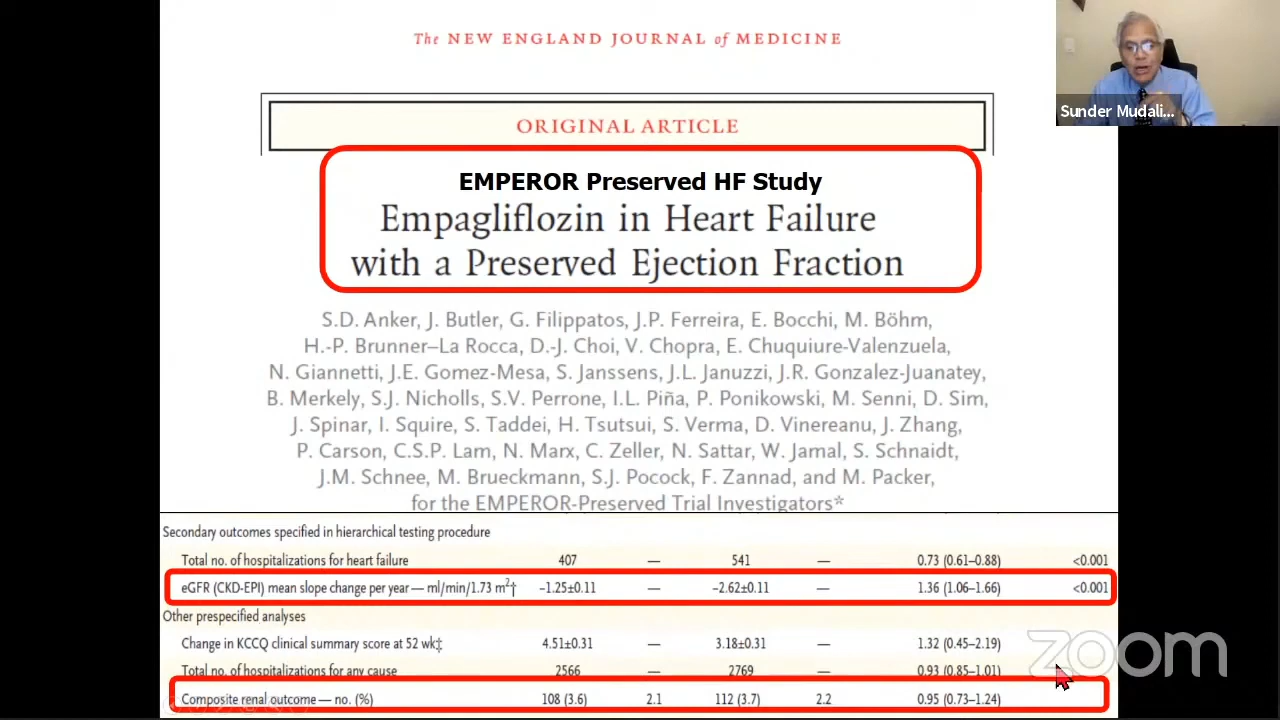 The NEW ENGLAND JOURNAL of MEDICINE
Sunder Mudali...
ORIGINAL ARTICLE
EMPEROR Preserved HF Study
Empagliflozin in Heart Failure
with a Preserved Ejection Fraction
S.D. Anker, J. Butler, G. Filippatos, J.P. Ferreira, E. Bocchi, M. Böhm,
H.-P. Brunner–La Rocca, D.-J. Choi, V. Chopra, E. Chuquiure-Valenzuela,
N. Giannetti, J.E. Gomez-Mesa, S. Janssens, J.L. Januzzi, J.R. Gonzalez-Juanatey,
B. Merkely, S.J. Nicholls, S.V. Perrone, I.L. Piña, P. Ponikowski, M. Senni, D. Sim,
J. Spinar, I. Squire, S. Taddei, H. Tsutsui, S. Verma, D. Vinereanu, J. Zhang,
P. Carson, C.S.P. Lam, N. Marx, C. Zeller, N. Sattar, W. Jamal, S. Schnaidt,
J.M. Schnee, M. Brueckmann, S.J. Pocock, F. Zannad, and M. Packer,
for the EMPEROR-Preserved Trial Investigators*
Secondary outcomes specified in hierarchical testing procedure
Total no. of hospitalizations for heart failure 407 — 541 — 0.73 (0.61–0.88) <0.001
eGFR (CKD-EPI) mean slope change per year — ml/min/1.73 m²† –1.25±0.11 — –2.62±0.11 — 1.36 (1.06–1.66) <0.001
Other prespecified analyses
Change in KCCQ clinical summary score at 52 wk‡ 4.51±0.31 — 3.18±0.31 — 1.32 (0.45–2.19)
Total no. of hospitalizations for any cause 2566 — 2769 — 0.93 (0.85–1.01)
Composite renal outcome — no. (%) 108 (3.6) 2.1 112 (3.7) 2.2 0.95 (0.73–1.24)
zoom